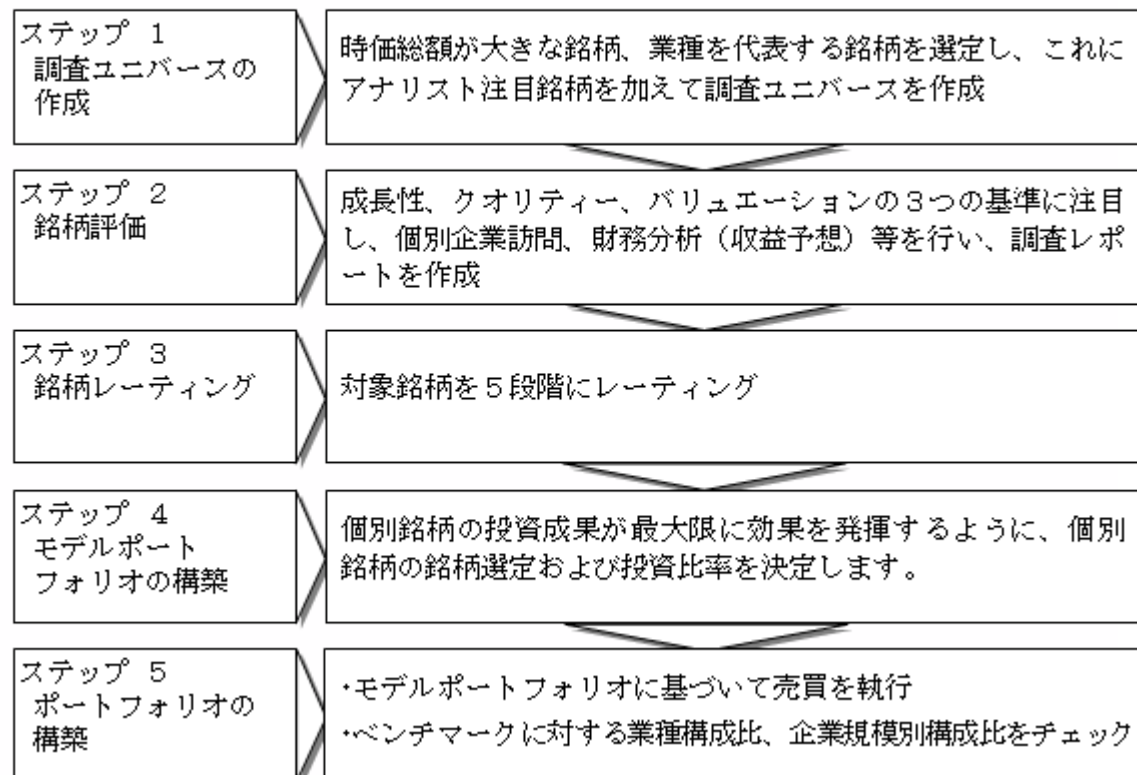 ステップ 1
調査ユニバースの
作成
時価総額が大きな銘柄、業種を代表する銘柄を選定し、これに
アナリスト注目銘柄を加えて調査ユニバースを作成
ステップ 2
銘柄評価
成長性、クオリティー、バリュエーションの3つの基準に注目
し、個別企業訪問、財務分析(収益予想)等を行い、調査レポ
ートを作成
ステップ 3
銘柄レーティング
対象銘柄を5段階にレーティング
ステップ 4
モデルポート
フォリオの構築
個別銘柄の投資成果が最大限に効果を発揮するように、個別
銘柄の銘柄選定および投資比率を決定します。
ステップ 5
ポートフォリオの
構築
・モデルポートフォリオに基づいて売買を執行
・ベンチマークに対する業種構成比、企業規模別構成比をチェック